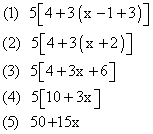 (1) 5[4+3(x−1+3)]
(2) 5[4+3(x+2)]
(3) 5[4+3x+6]
(4) 5[10+3x]
(5) 50+15x